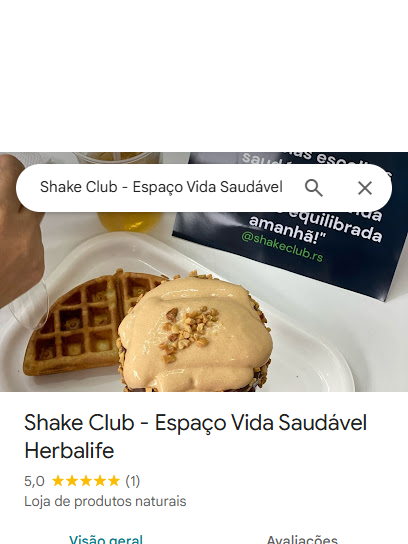 Shake Club - Espaço Vida Saudável
equilibrada
amanhã!"
@shakeclub.rs
Shake Club - Espaço Vida Saudável
Herbalife
5,0 (1)
Loja de produtos naturais
Visão geral
Avaliações